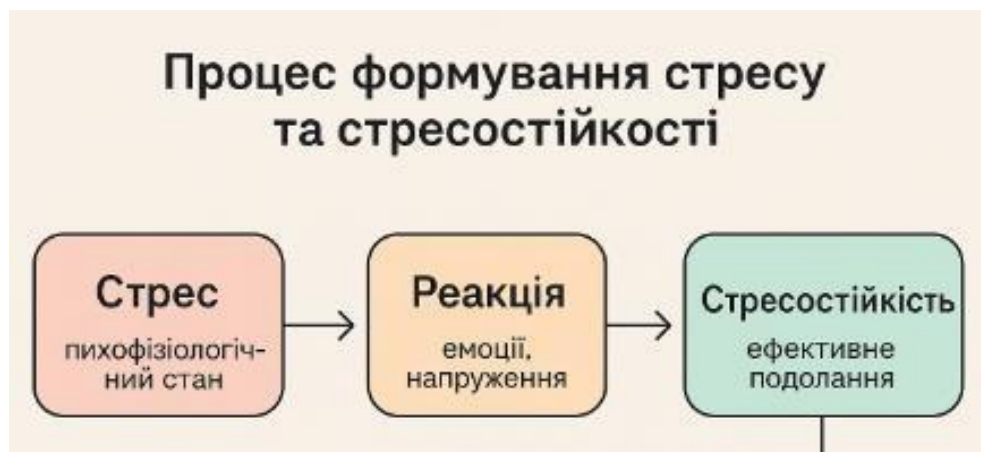 Процес формування стресу
та стресостійкості
Стрес
пихофізіологіч-
ний стан
Реакція
емоції,
напруження
Стресостійкість
ефективне
подолання